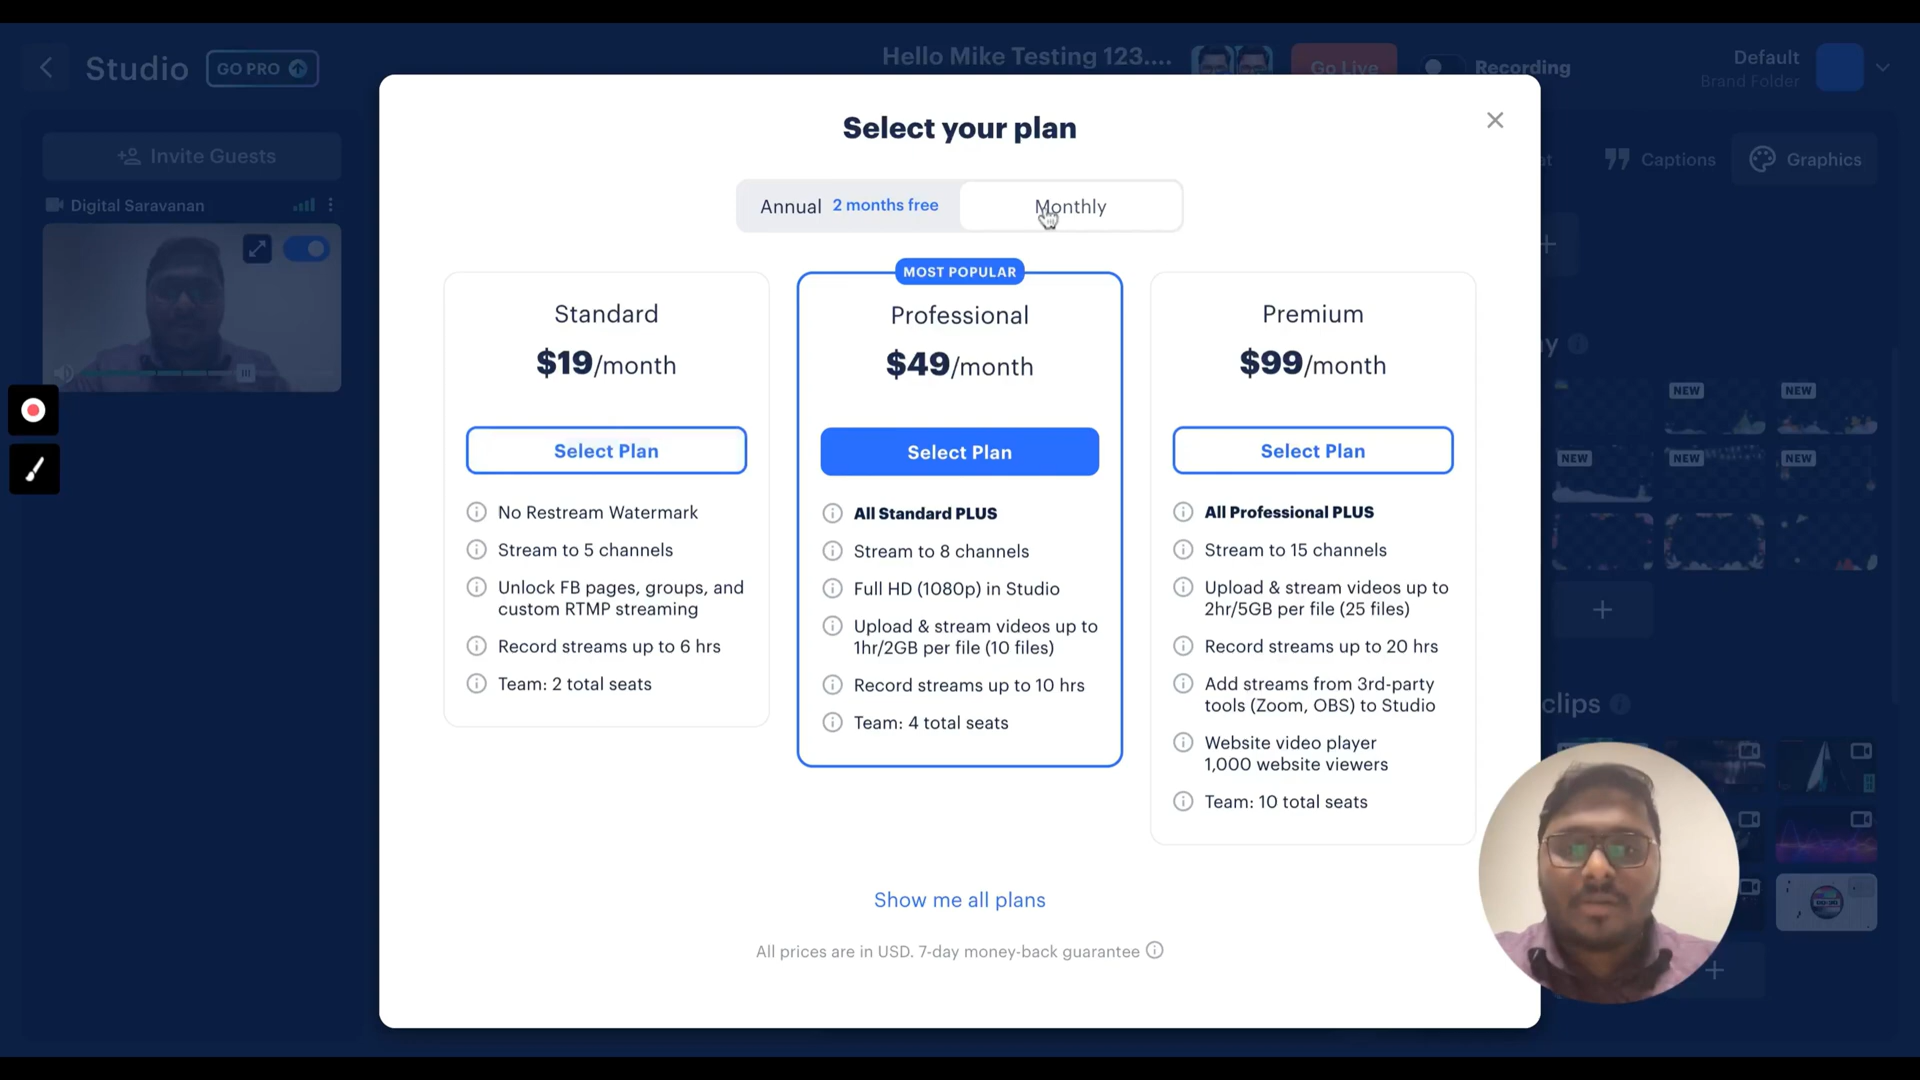 Studio
GO PRO
Hello Mike Testing 123....
Go Live
Recording
Default
Brand Folder
Invite Guests
Digital Saravanan
Captions
Graphics
Select your plan
Annual 2 months free
Monthly
Standard
$19/month
Select Plan
No Restream Watermark
Stream to 5 channels
Unlock FB pages, groups, and
custom RTMP streaming
Record streams up to 6 hrs
Team: 2 total seats
MOST POPULAR
Professional
$49/month
Select Plan
All Standard PLUS
Stream to 8 channels
Full HD (1080p) in Studio
Upload & stream videos up to
1hr/2GB per file (10 files)
Record streams up to 10 hrs
Team: 4 total seats
Premium
$99/month
Select Plan
All Professional PLUS
Stream to 15 channels
Upload & stream videos up to
2hr/5GB per file (25 files)
Record streams up to 20 hrs
Add streams from 3rd-party
tools (Zoom, OBS) to Studio
Website video player
1,000 website viewers
Team: 10 total seats
Show me all plans
All prices are in USD. 7-day money-back guarantee
NEW
NEW
NEW
NEW
NEW
clips